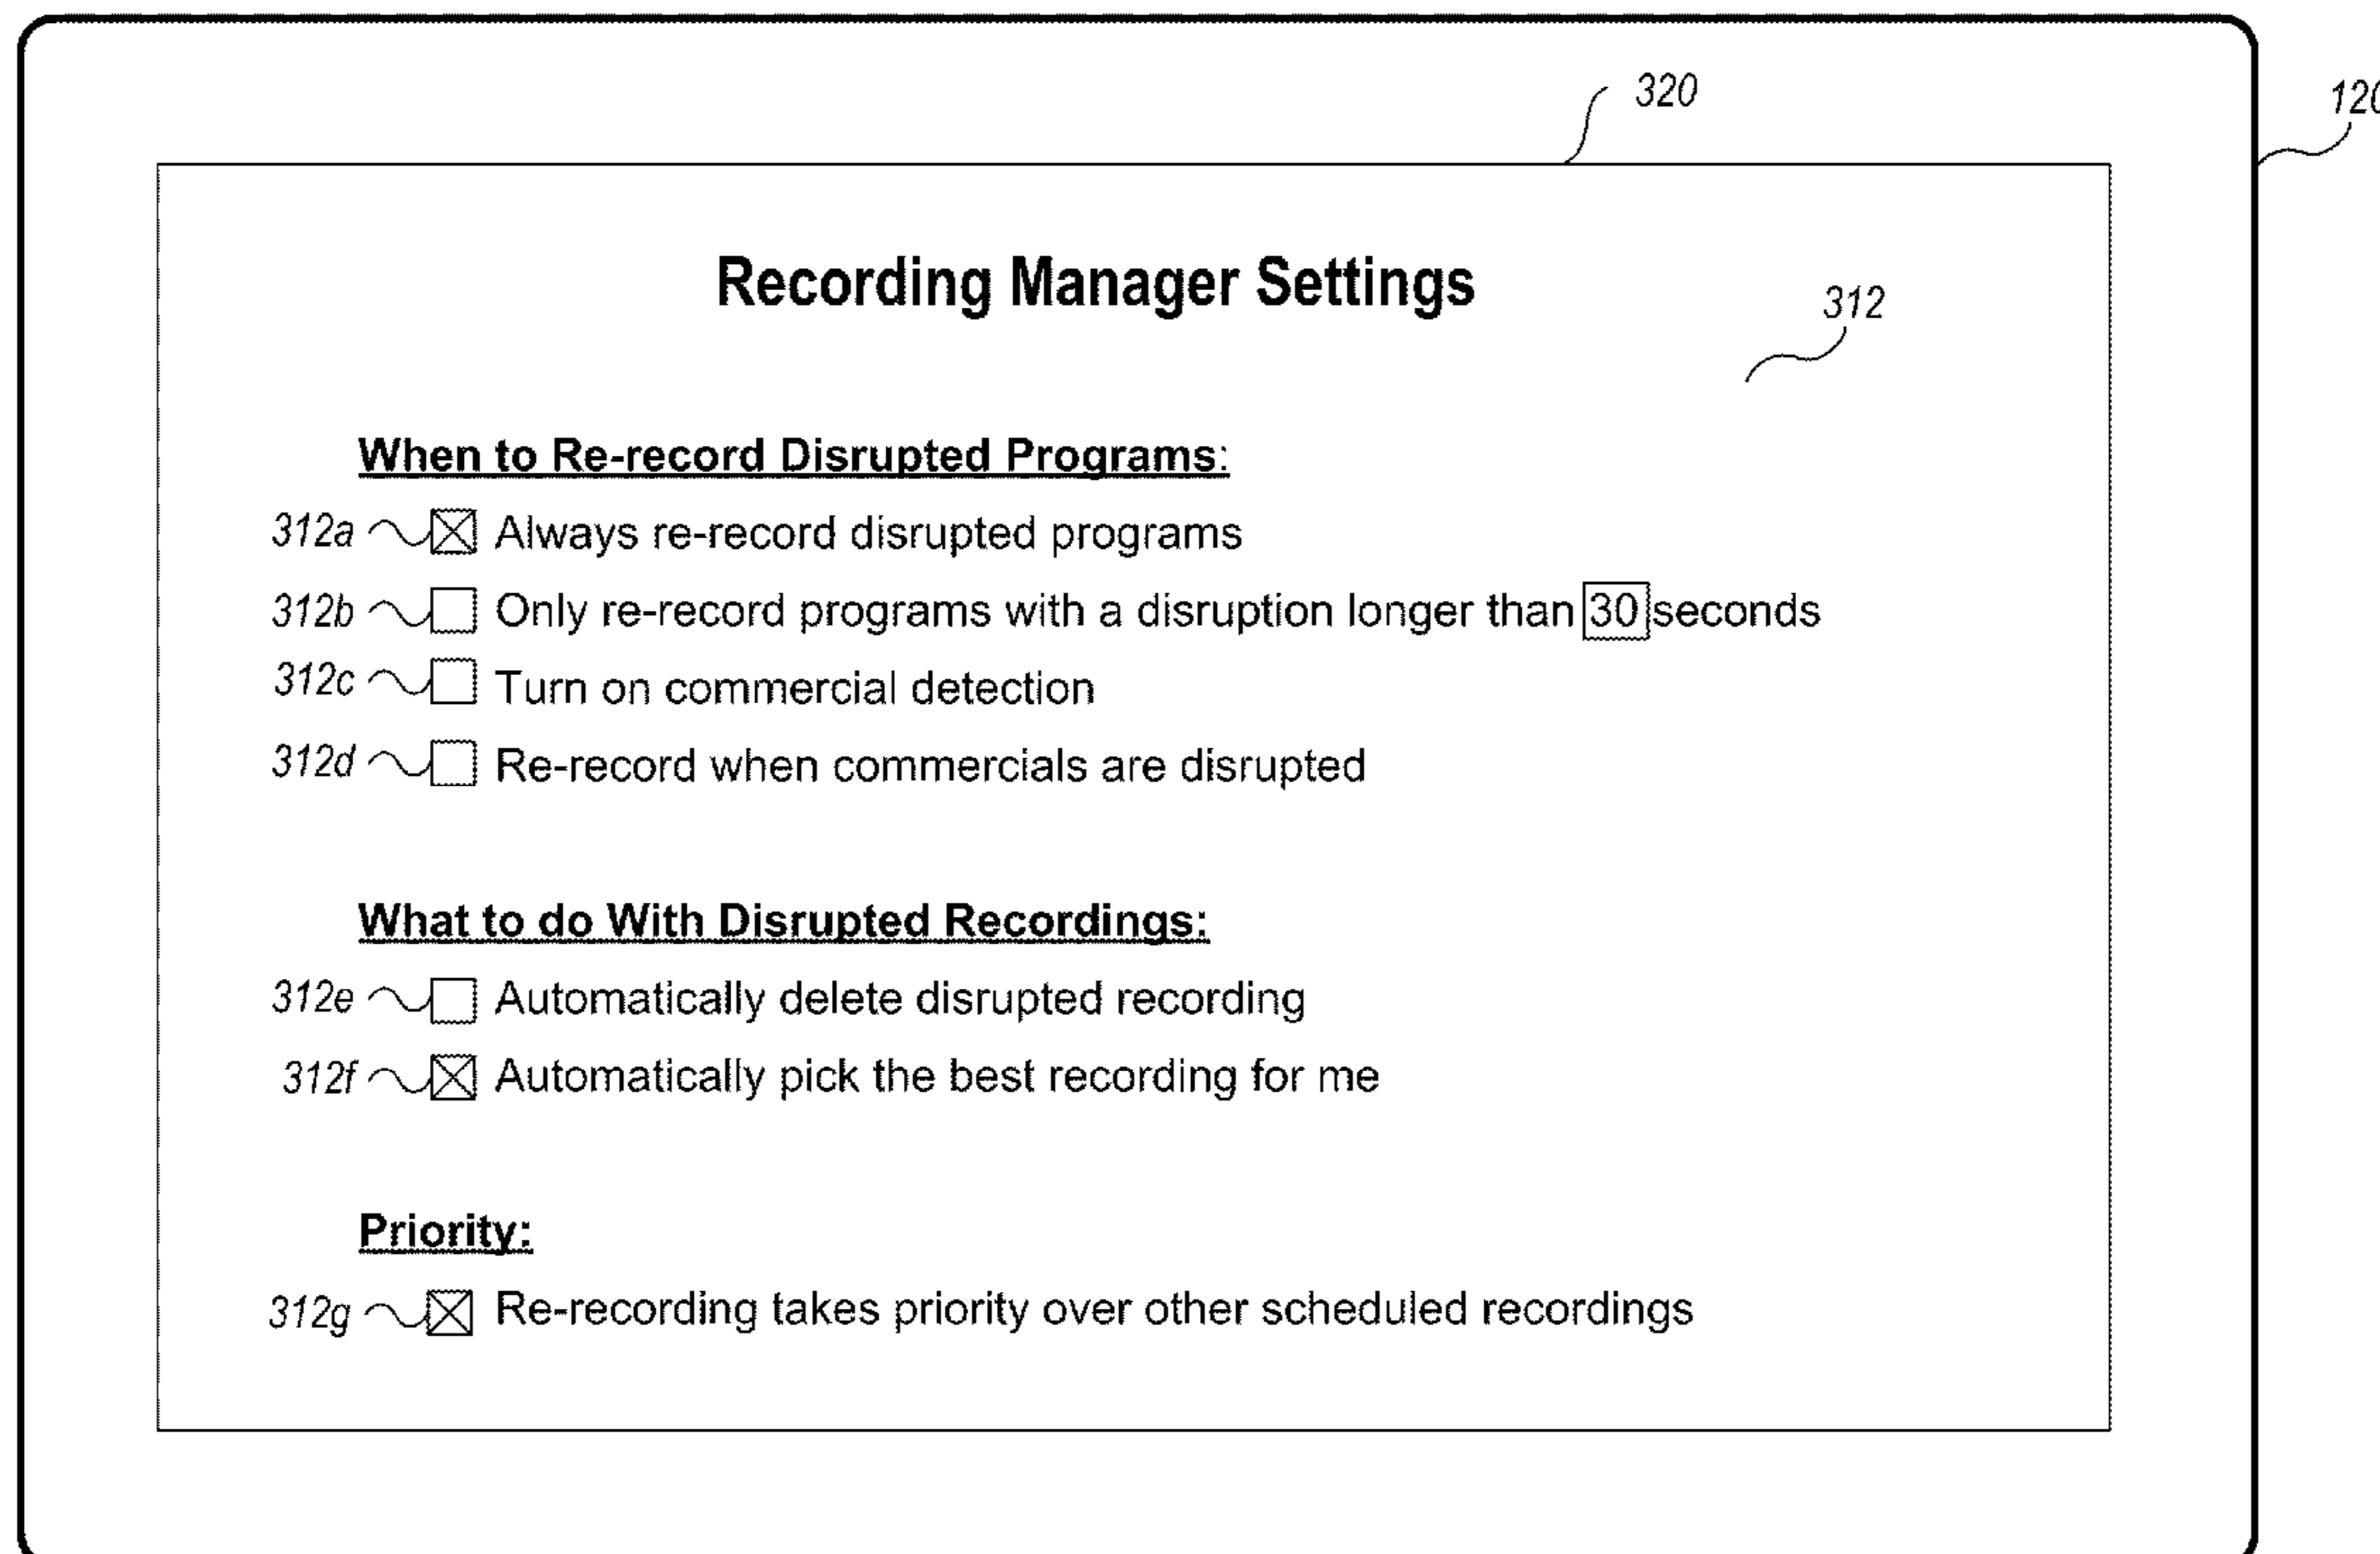 320
120
Recording Manager Settings
312
When to Re-record Disrupted Programs:
312a Always re-record disrupted programs
312b Only re-record programs with a disruption longer than 30 seconds
312c Turn on commercial detection
312d Re-record when commercials are disrupted
What to do With Disrupted Recordings:
312e Automatically delete disrupted recording
312f Automatically pick the best recording for me
Priority:
312g Re-recording takes priority over other scheduled recordings